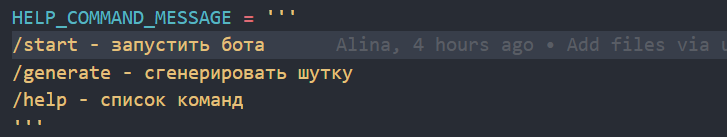 HELP_COMMAND_MESSAGE = '''
/start - запустить бота Alina, 4 hours ago • Add files via
/generate - сгенерировать шутку
/help - список команд
'''